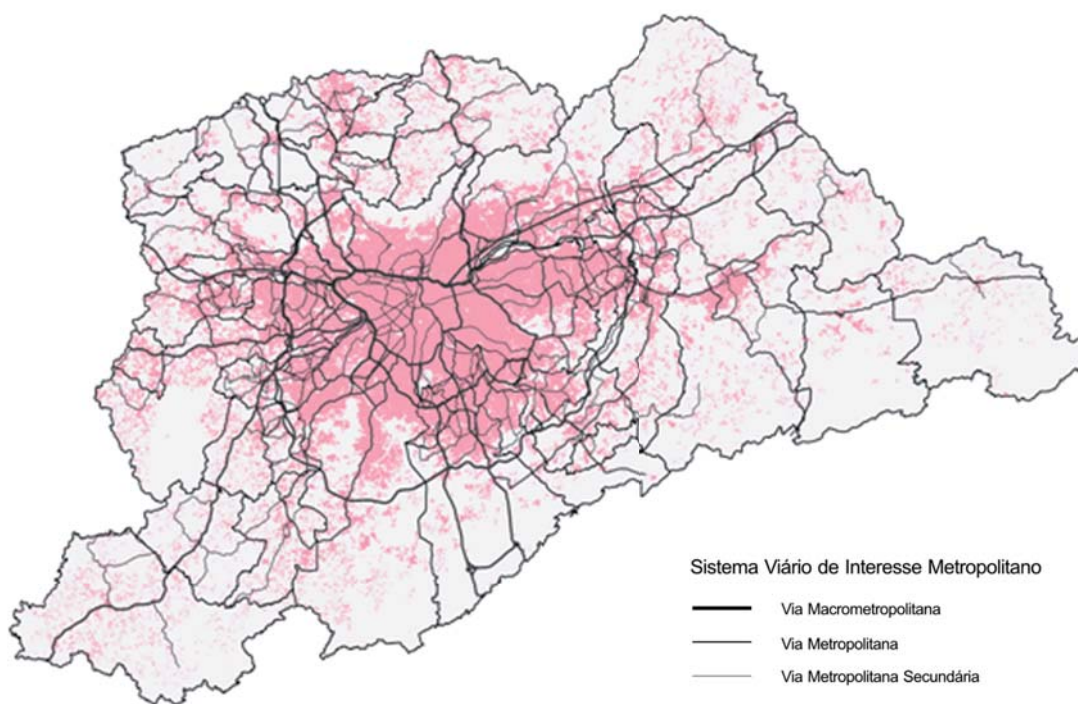 Sistema Viário de Interesse Metropolitano
Via Macrometropolitana
Via Metropolitana
Via Metropolitana Secundária